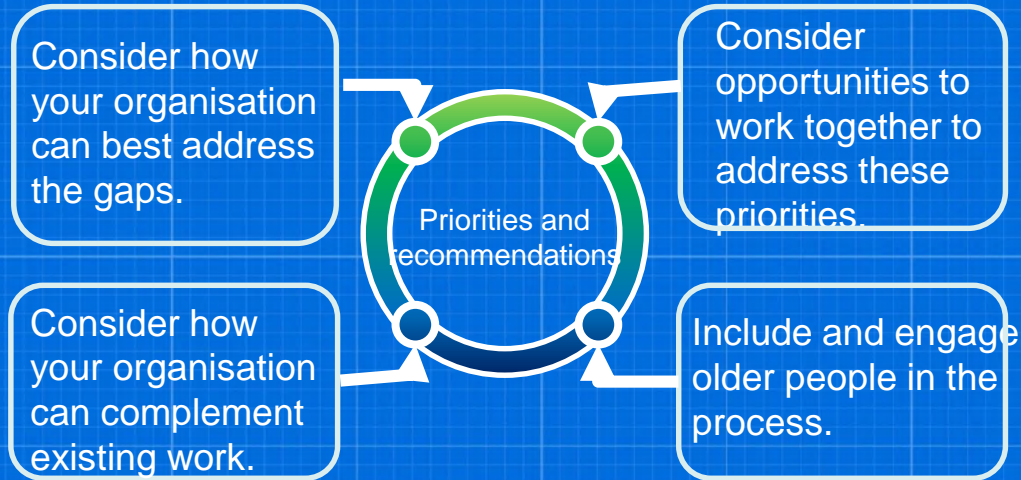 Consider how
your organisation
can best address
the gaps.
Consider
opportunities to
work together to
address these
priorities.
Priorities and
recommendations
Consider how
your organisation
can complement
existing work.
Include and engage
older people in the
process.